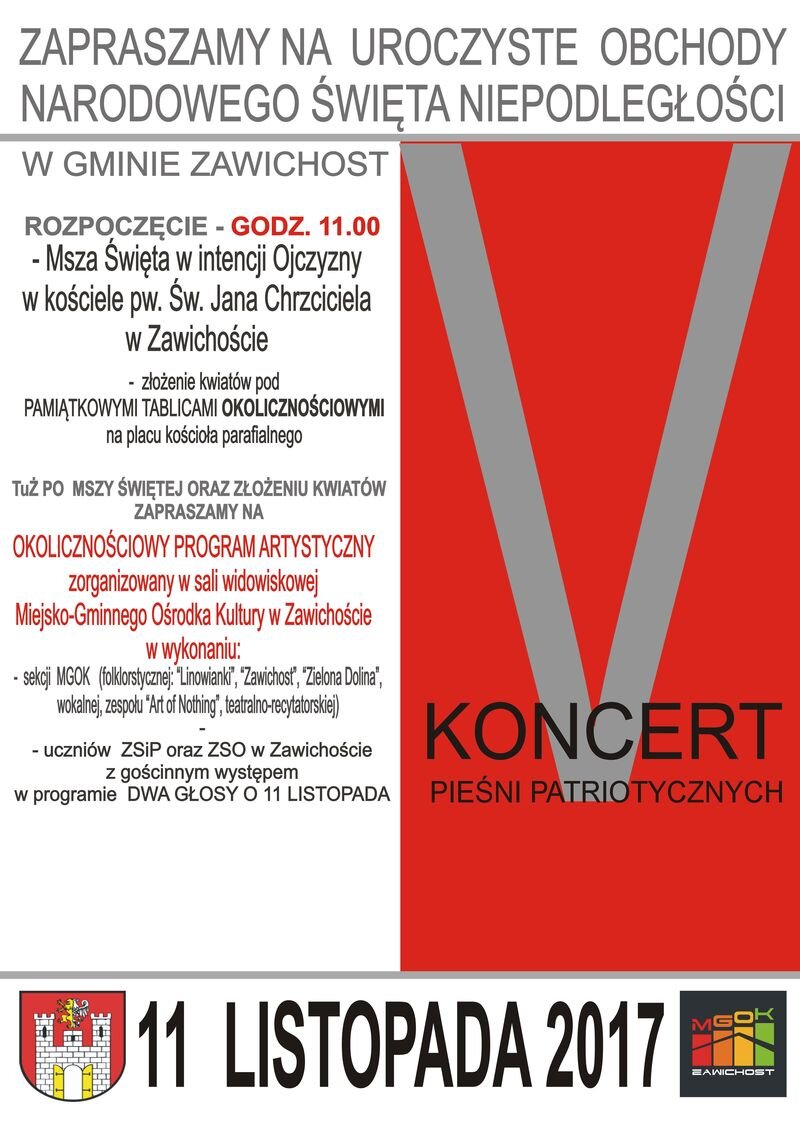 ZAPRASZAMY NA UROCZYSTE OBCHODY
NARODOWEGO ŚWIĘTA NIEPODLEGŁOŚCI
W GMINIE ZAWICHOST
ROZPOCZĘCIE - GODZ. 11.00
- Msza Święta w intencji Ojczyzny
w kościele pw. Św. Jana Chrzciciela
w Zawichoście
- złożenie kwiatów pod
PAMIĄTKOWYMI TABLICAMI OKOLICZNOŚCIOWYMI
na placu kościoła parafialnego
TuŻ PO MSZY ŚWIĘTEJ ORAZ ZŁOŻENIU KWIATÓW
ZAPRASZAMY NA
OKOLICZNOŚCIOWY PROGRAM ARTYSTYCZNY
zorganizowany w sali widowiskowej
Miejsko-Gminnego Ośrodka Kultury w Zawichoście
w wykonaniu:
- sekcji MGOK (folklorstycznej: “Linowianki”, “Zawichost”, “Zielona Dolina”,
wokalnej, zespołu “Art of Nothing”, teatralno-recytatorskiej)
-
- uczniów ZSiP oraz ZSO w Zawichoście
z gościnnym występem
w programie DWA GŁOSY O 11 LISTOPADA
V
KONCERT
PIEŚNI PATRIOTYCZNYCH
11 LISTOPADA 2017
MGOK
ZAWICHOST